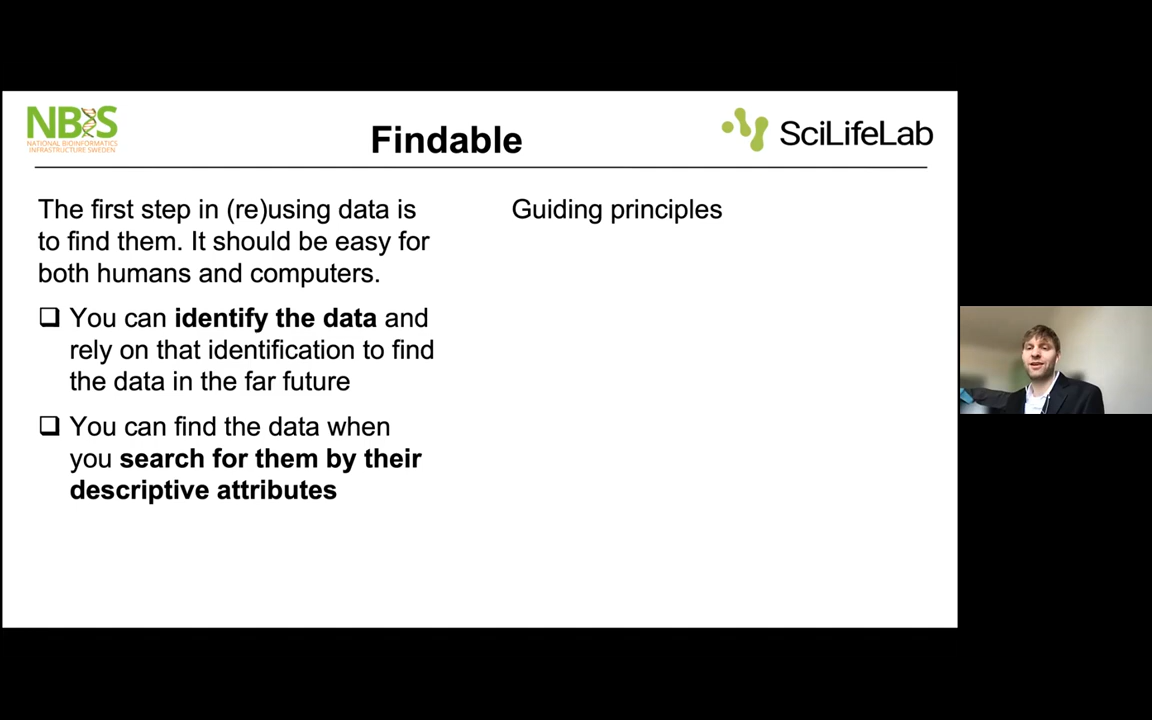 NBIS
NATIONAL BIOINFORMATICS
INFRASTRUCTURE SWEDEN
Findable
SciLifeLab
The first step in (re)using data is
to find them. It should be easy for
both humans and computers.
❑ You can identify the data and
rely on that identification to find
the data in the far future
❑ You can find the data when
you search for them by their
descriptive attributes
Guiding principles